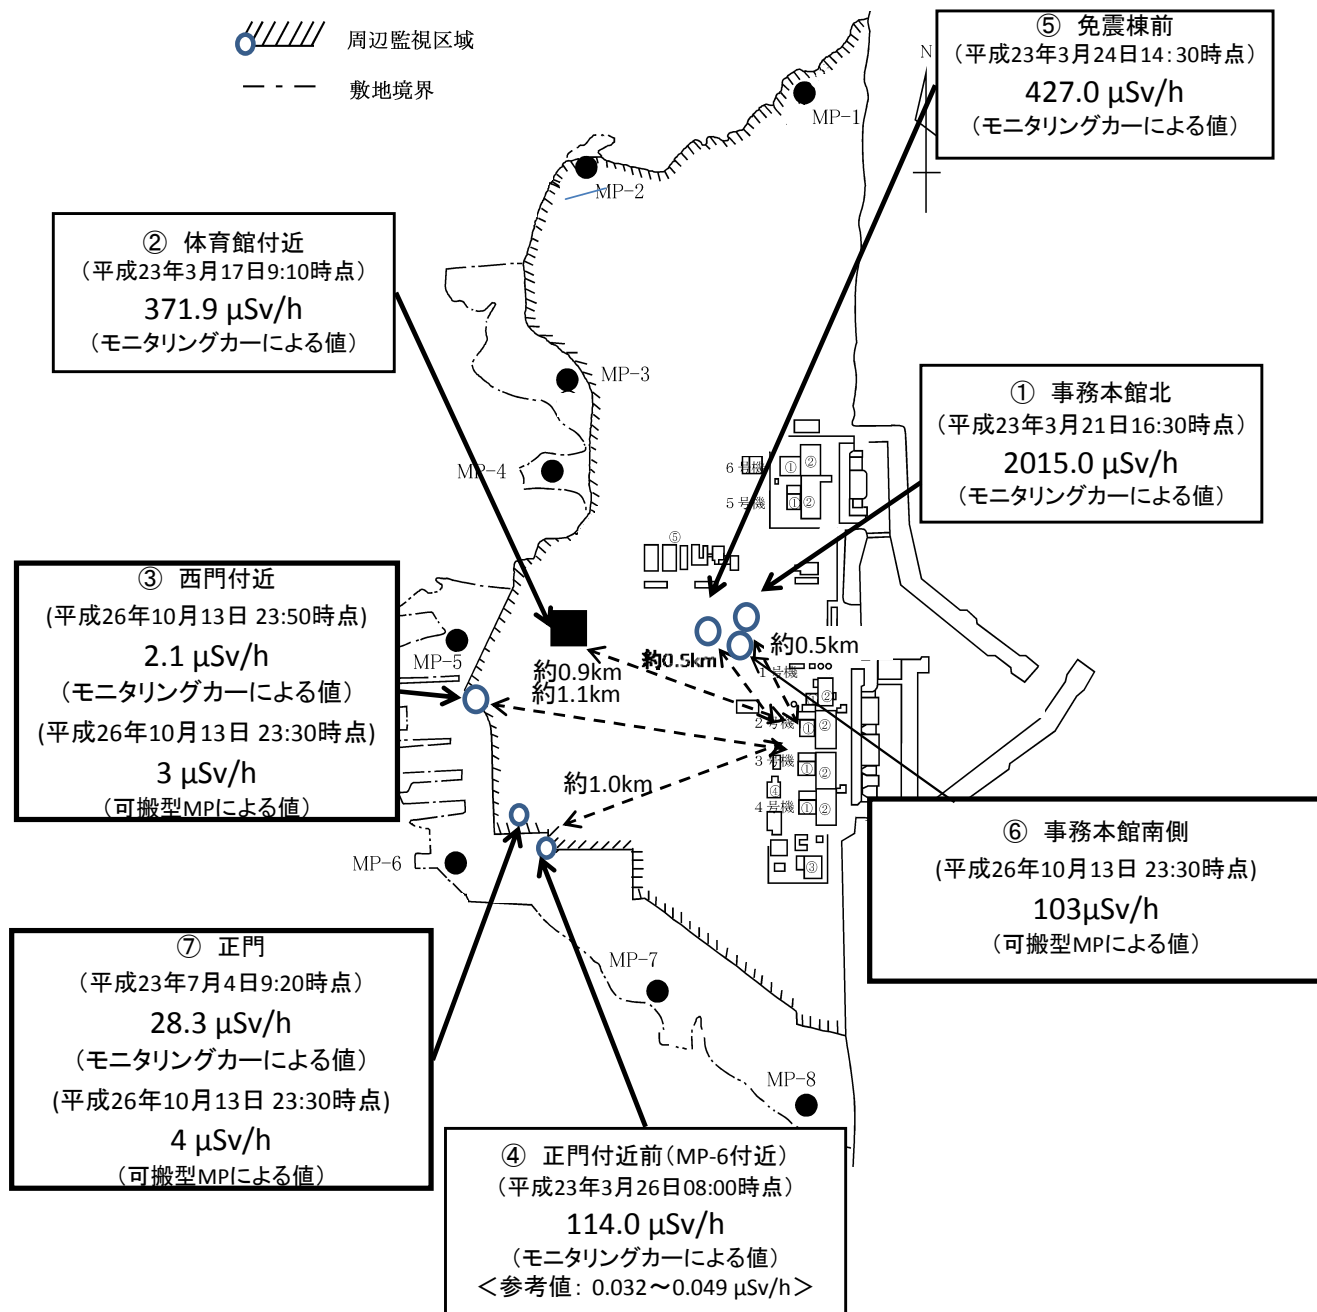 周辺監視区域
敷地境界
⑤ 免震棟前
（平成23年3月24日14:30時点）
427.0 μSv/h
（モニタリングカーによる値）
N
MP-1
MP-2
② 体育館付近
（平成23年3月17日9:10時点）
371.9 μSv/h
（モニタリングカーによる値）
MP-3
MP-4
① 事務本館北
（平成23年3月21日16:30時点）
2015.0 μSv/h
（モニタリングカーによる値）
6号機
① ②
5号機
① ②
⑤
③ 西門付近
(平成26年10月13日 23:50時点)
2.1 μSv/h
（モニタリングカーによる値）
(平成26年10月13日 23:30時点)
3 μSv/h
（可搬型MPによる値）
MP-5
約0.9km
約1.1km
約0.5km
約0.5km
1号機
②
2号機
① ②
3号機
① ②
④
4号機
① ②
③
約1.0km
MP-6
⑥ 事務本館南側
(平成26年10月13日 23:30時点)
103μSv/h
（可搬型MPによる値）
⑦ 正門
（平成23年7月4日9:20時点）
28.3 μSv/h
（モニタリングカーによる値）
(平成26年10月13日 23:30時点)
4 μSv/h
（可搬型MPによる値）
MP-7
MP-8
④ 正門付近前（MP-6付近）
（平成23年3月26日08:00時点）
114.0 μSv/h
（モニタリングカーによる値）
＜参考値： 0.032～0.049 μSv/h＞